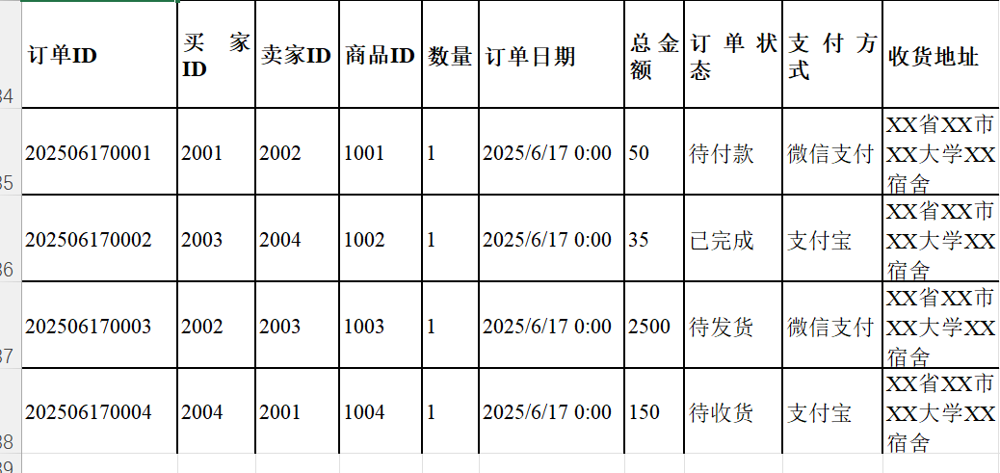 订单ID 买家ID 卖家ID 商品ID 数量 订单日期 总金额 订单状态 支付方式 收货地址
202506170001 2001 2002 1001 1 2025/6/17 0:00 50 待付款 微信支付 XX省XX市XX大学XX宿舍
202506170002 2003 2004 1002 1 2025/6/17 0:00 35 已完成 支付宝 XX省XX市XX大学XX宿舍
202506170003 2002 2003 1003 1 2025/6/17 0:00 2500 待发货 微信支付 XX省XX市XX大学XX宿舍
202506170004 2004 2001 1004 1 2025/6/17 0:00 150 待收货 支付宝 XX省XX市XX大学XX宿舍